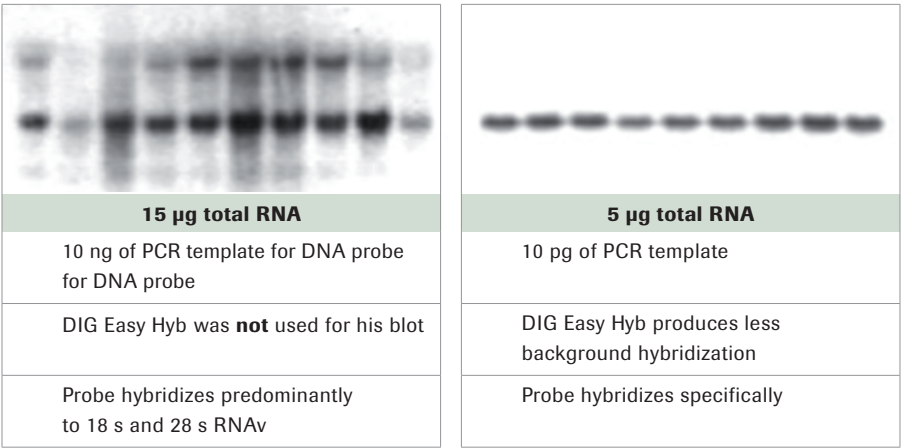 15 µg total RNA
10 ng of PCR template for DNA probe
for DNA probe
DIG Easy Hyb was not used for his blot
Probe hybridizes predominantly
to 18 s and 28 s RNAv
5 µg total RNA
10 pg of PCR template
DIG Easy Hyb produces less
background hybridization
Probe hybridizes specifically